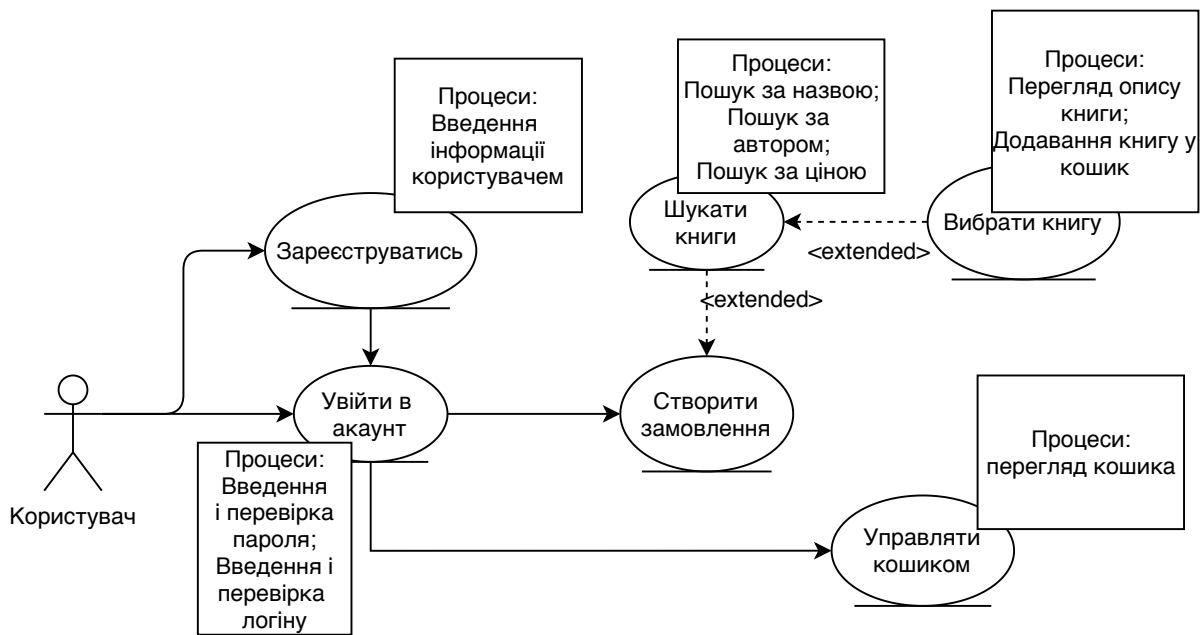 Процеси:
Введення
інформації
користувачем
Процеси:
Пошук за назвою;
Пошук за
автором;
Пошук за ціною
Процеси:
Перегляд опису
книги;
Додавання книгу у
кошик
Зареєструватись
Шукати
книги
<extended>
Вибрати книгу
<extended>
Користувач
Увійти в
акаунт
Процеси:
Введення
і перевірка
пароля;
Введення і
перевірка
логіну
Створити
замовлення
Процеси:
перегляд кошика
Управляти
кошиком